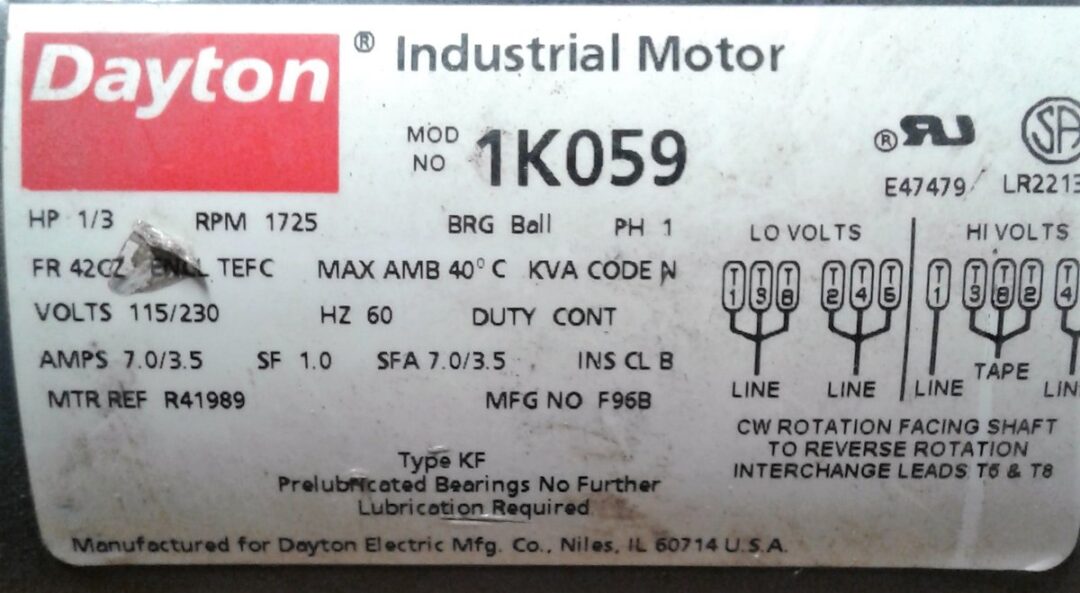 Dayton ® Industrial Motor
MOD NO 1K059
® RU SA
E47479 LR2213
HP 1/3 RPM 1725 BRG Ball PH 1
FR 42CZ ENCL TEFC MAX AMB 40° C KVA CODE N
VOLTS 115/230 HZ 60 DUTY CONT
AMPS 7.0/3.5 SF 1.0 SFA 7.0/3.5 INS CL B
MTR REF R41989 MFG NO F96B
Type KF
Prelubricated Bearings No Further
Lubrication Required
Manufactured for Dayton Electric Mfg. Co., Niles, IL 60714 U.S.A.
LO VOLTS HI VOLTS
T1 T3 T8 T2 T4 T5 T1 T3 T8 T2 T4
TAPE
LINE LINE LINE LIN
CW ROTATION FACING SHAFT
TO REVERSE ROTATION
INTERCHANGE LEADS T5 & T8